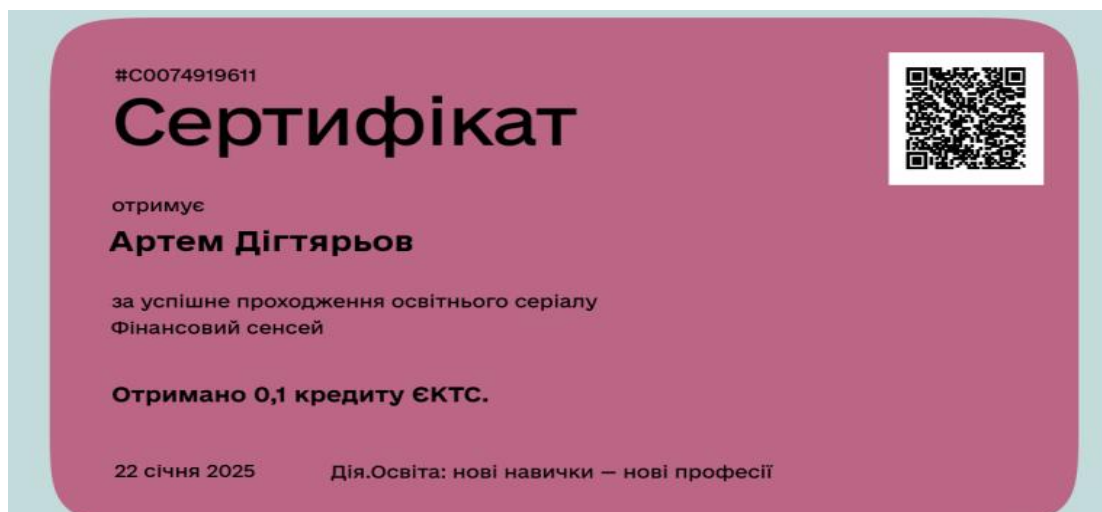 #C0074919611
Сертифікат
отримує
Артем Дігтярьов
за успішне проходження освітнього серіалу
Фінансовий сенсей
Отримано 0,1 кредиту ЄКТС.
22 січня 2025 Дія.Освіта: нові навички — нові професії